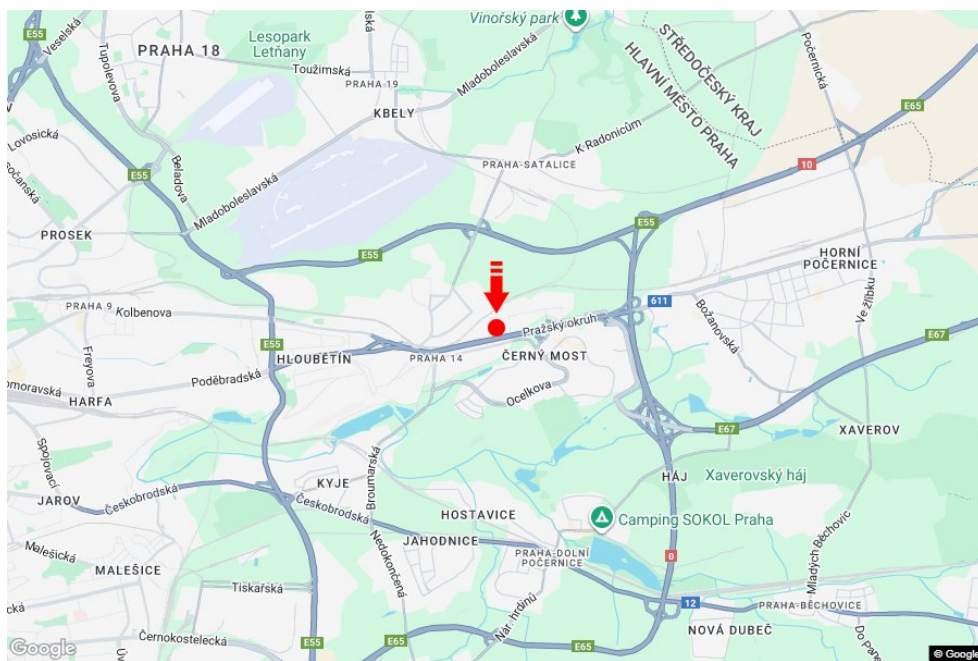 E55
Veselská
PRAHA 18
Tupolevova
Lesopark
Letňany
Toužimská
PRAHA 19
KBELY
Mladoboleslavská
Vinořský park
STŘEDOČESKÝ KRAJ
HLAVNÍ MĚSTO PRAHA
Počernická
E65
Lovosická
Beladova
E55
Mladoboleslavská
PRAHA-SATALICE
K Radonicům
10
PROSEK
E55
E55
HORNÍ
POČERNICE
PRAHA 9
Kolbenova
611
Pražský okruh
Božanovská
Ve žlíbku
Freyova
E55
HLOUBĚTÍN
PRAHA 14
ČERNÝ MOST
Poděbradská
HARFA
Ocelkova
E67
Spojovací
XAVEROV
Broumarská
KYJE
HÁJ
Xaverovský háj
JAROV
Českobrodská
Českobrodská
HOSTAVICE
Camping SOKOL Praha
JAHODNICE
PRAHA-DOLNÍ
POČERNICE
Malešická
MALEŠICE
Nedokončená
0
Mladých Běchovic
Tiskařská
Nár. hrdinů
12
PRAHA-BĚCHOVICE
NOVÁ DUBEČ
Černokostelecká
E55
E65
E65
Google
© Google